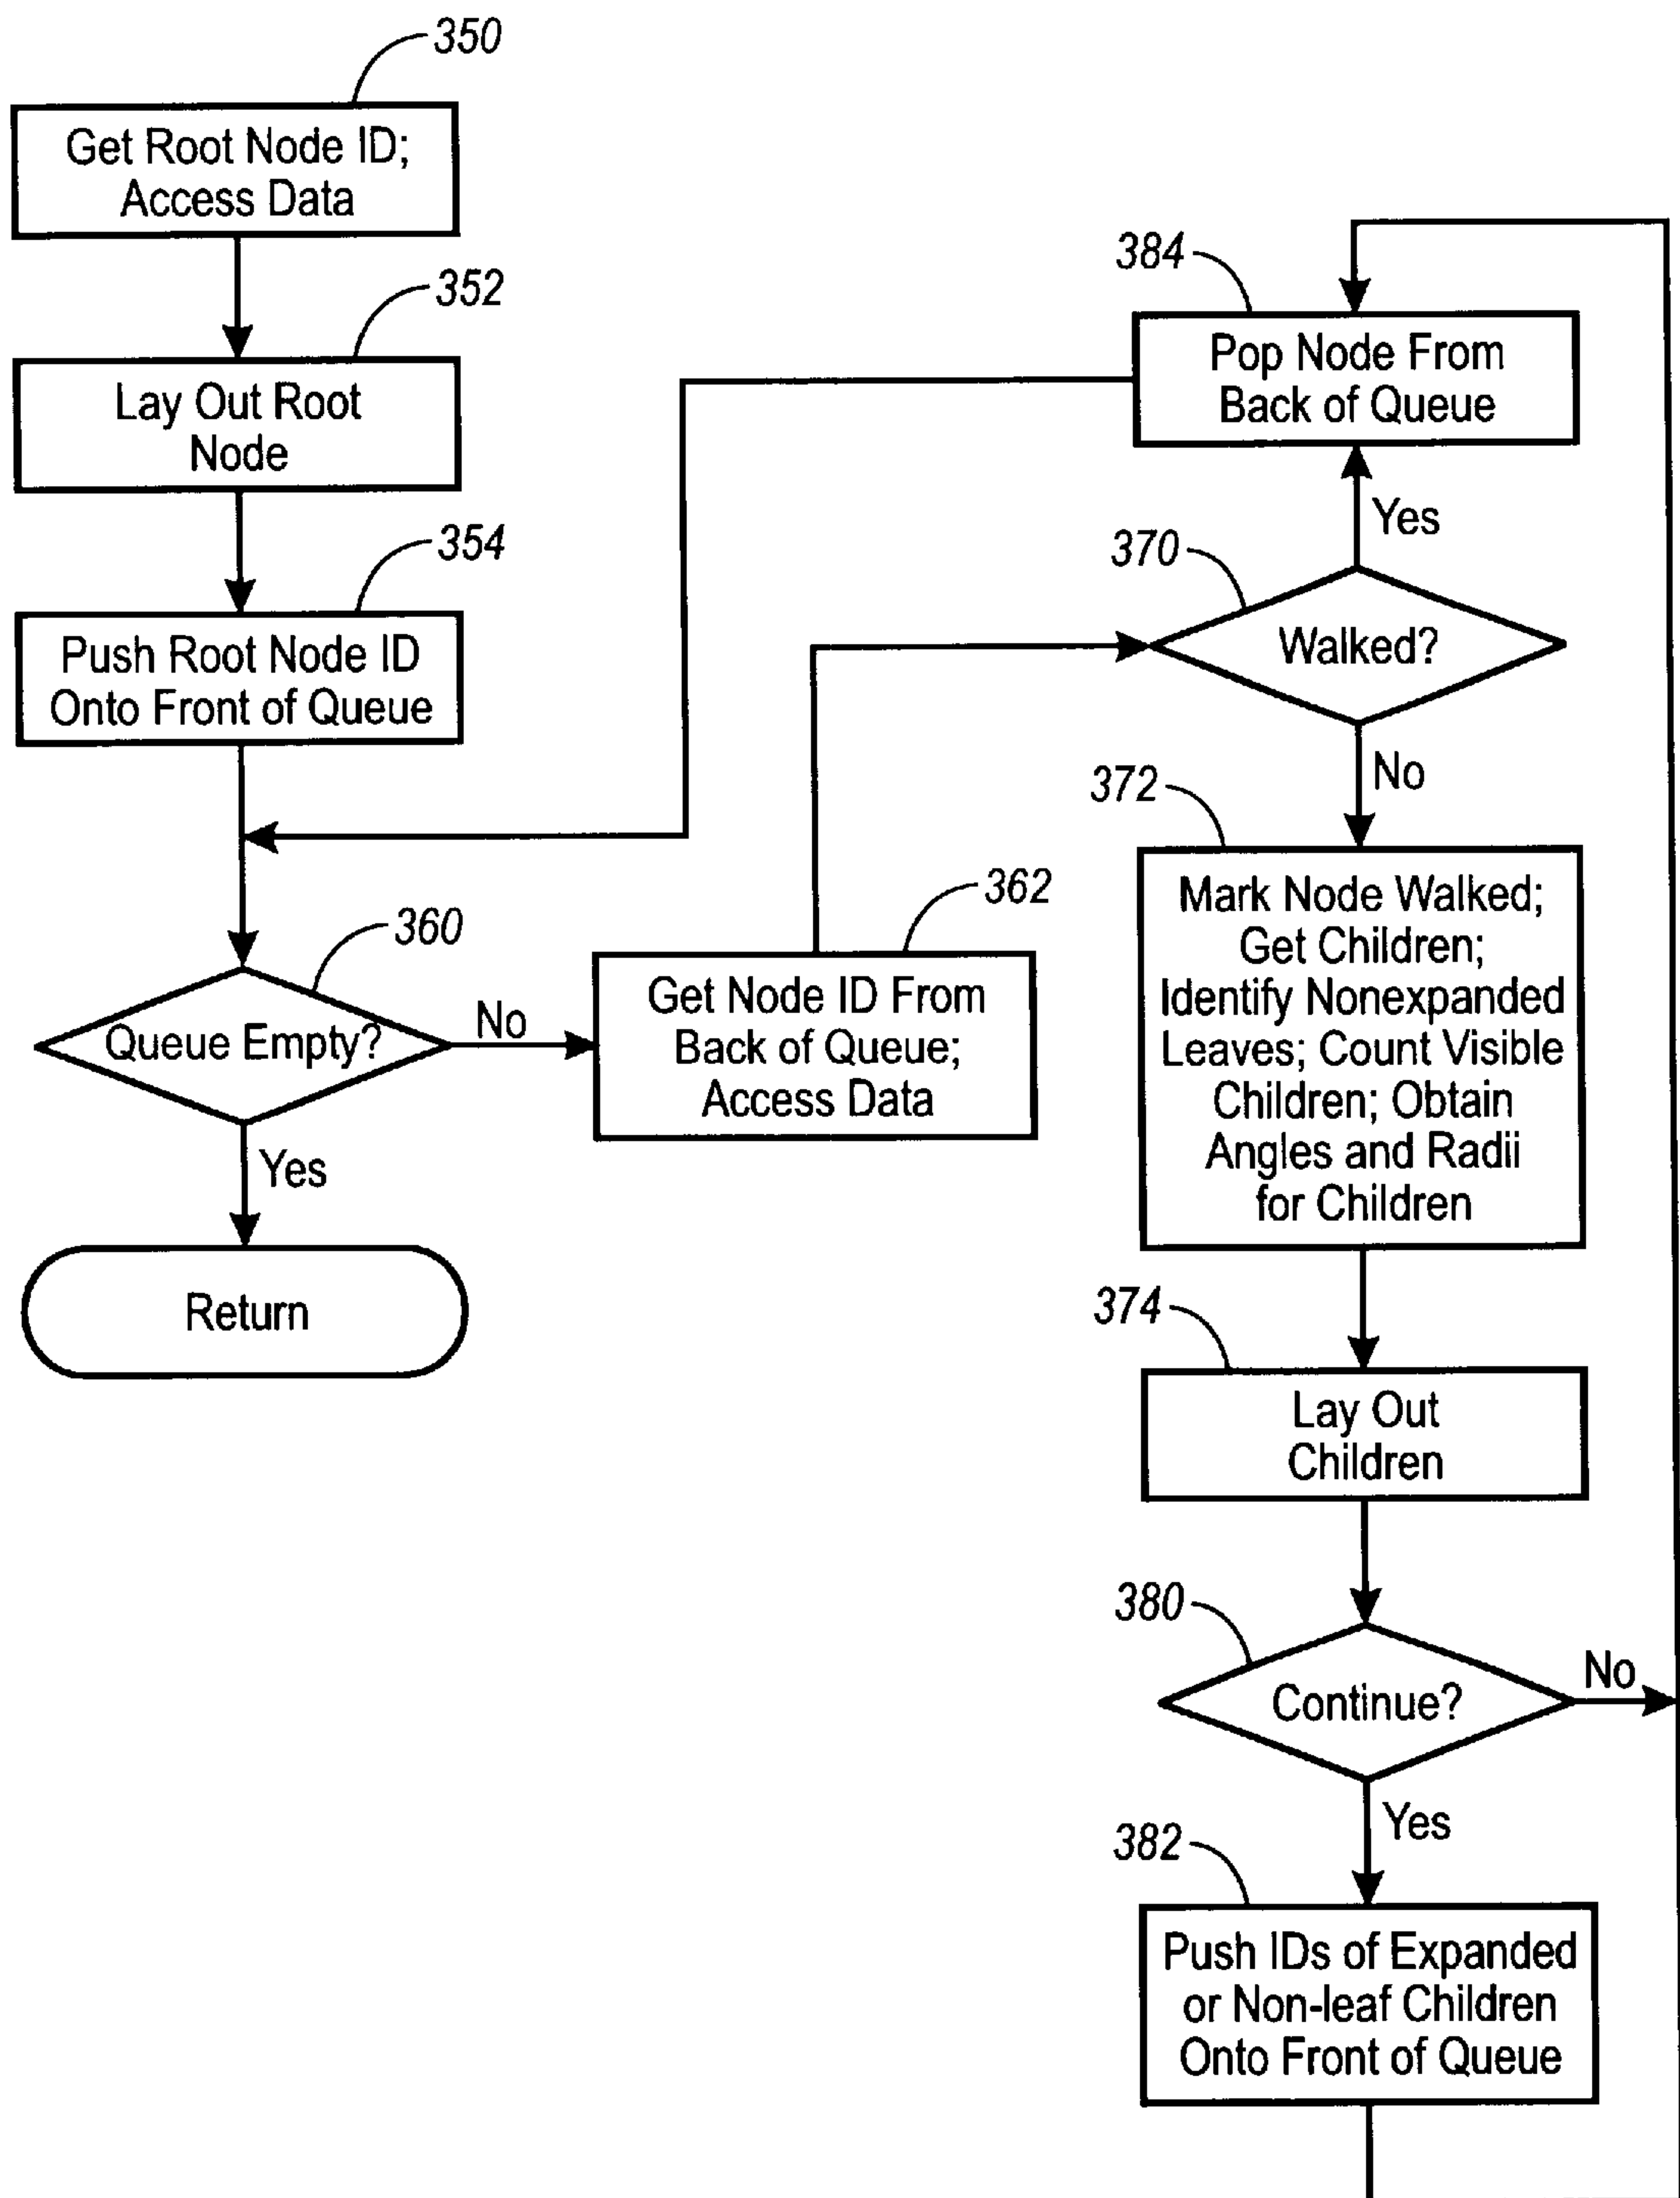 350
Get Root Node ID;
Access Data
352
Lay Out Root
Node
354
Push Root Node ID
Onto Front of Queue
360
Queue Empty?
No
Yes
Return
362
Get Node ID From
Back of Queue;
Access Data
384
Pop Node From
Back of Queue
Yes
370
Walked?
No
372
Mark Node Walked;
Get Children;
Identify Nonexpanded
Leaves; Count Visible
Children; Obtain
Angles and Radii
for Children
374
Lay Out
Children
380
Continue?
No
Yes
382
Push IDs of Expanded
or Non-leaf Children
Onto Front of Queue